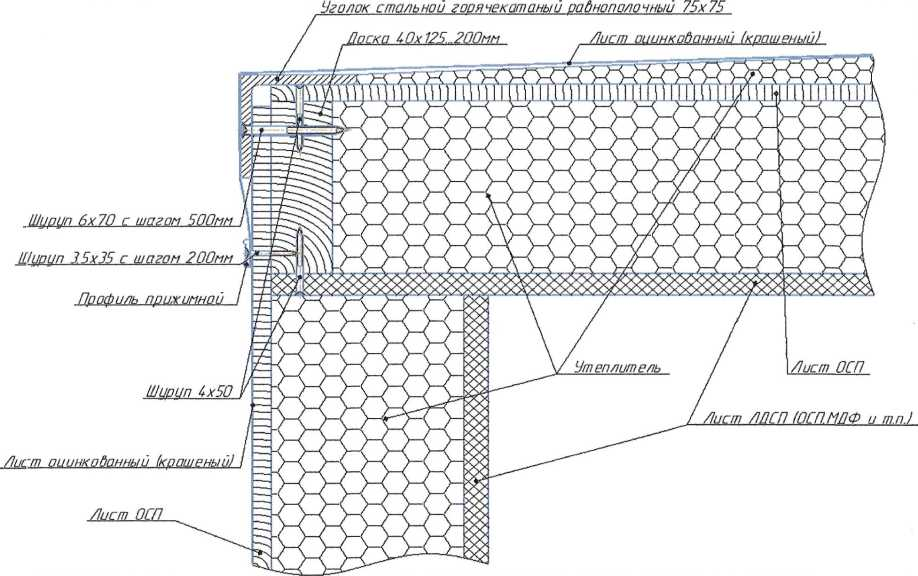 Уголок стальной горячекатаный равнополочный 75х75
Доска 40х125...200мм
Лист оцинкованный (крашеный)
Шуруп 6х70 с шагом 500мм
Шуруп 3.5х35 с шагом 200мм
Профиль прижимной
Шуруп 4х50
Утеплитель
Лист ОСП
Лист ЛДСП (ОСП,МДФ и т.п.)
Лист оцинкованный (крашеный)
Лист ОСП